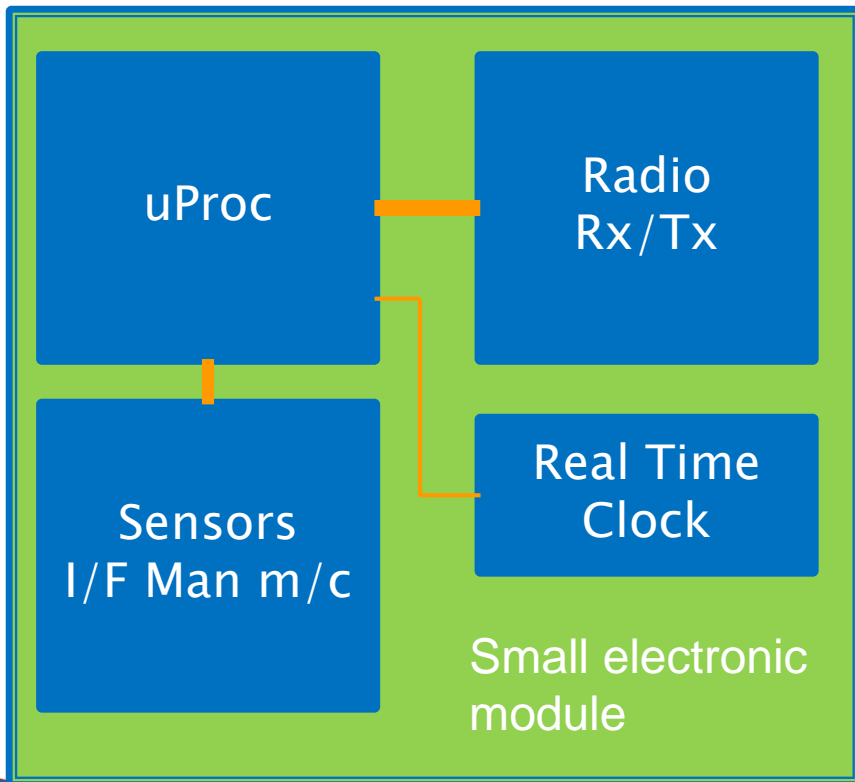 uProc
Radio
Rx/Tx
Sensors
I/F Man m/c
Real Time
Clock
Small electronic
module